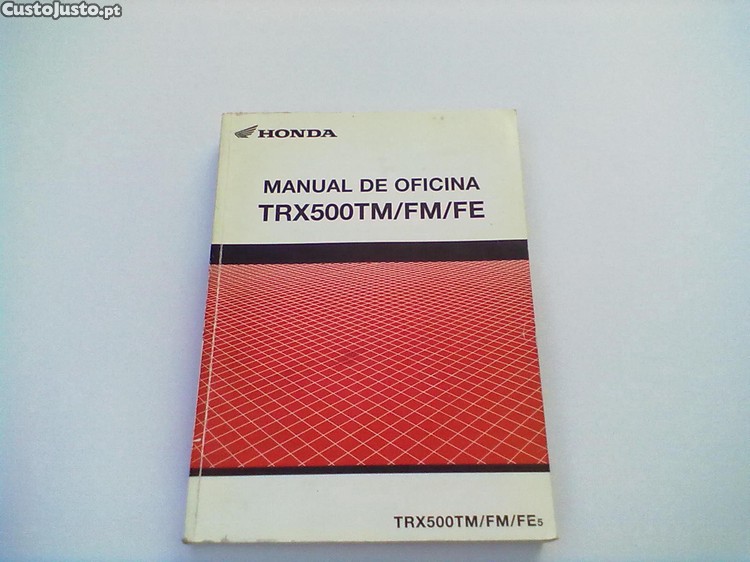 CustoJusto.pt
HONDA
MANUAL DE OFICINA
TRX500TM/FM/FE
TRX500TM/FM/FE5